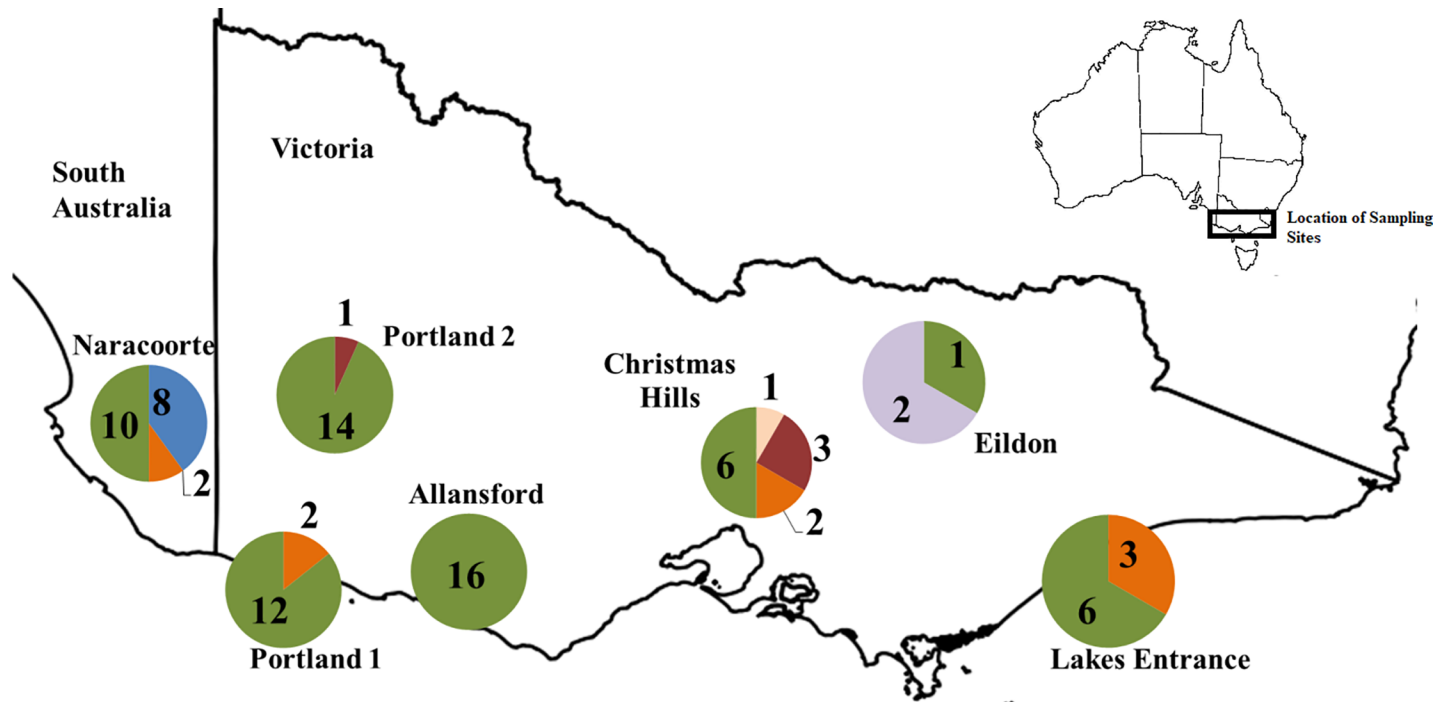 Victoria
South
Australia
Location of Sampling
Sites
Naracoorte
10
8
2
1
Portland 2
14
Christmas
Hills
1
6
3
2
1
2
Eildon
2
12
Portland 1
Allansford
16
3
6
Lakes Entrance